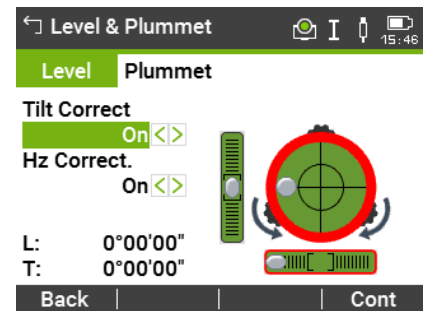 Level & Plummet I 15:46
Level Plummet
Tilt Correct
On
Hz Correct.
On
L: 0°00'00"
T: 0°00'00"
Back Cont